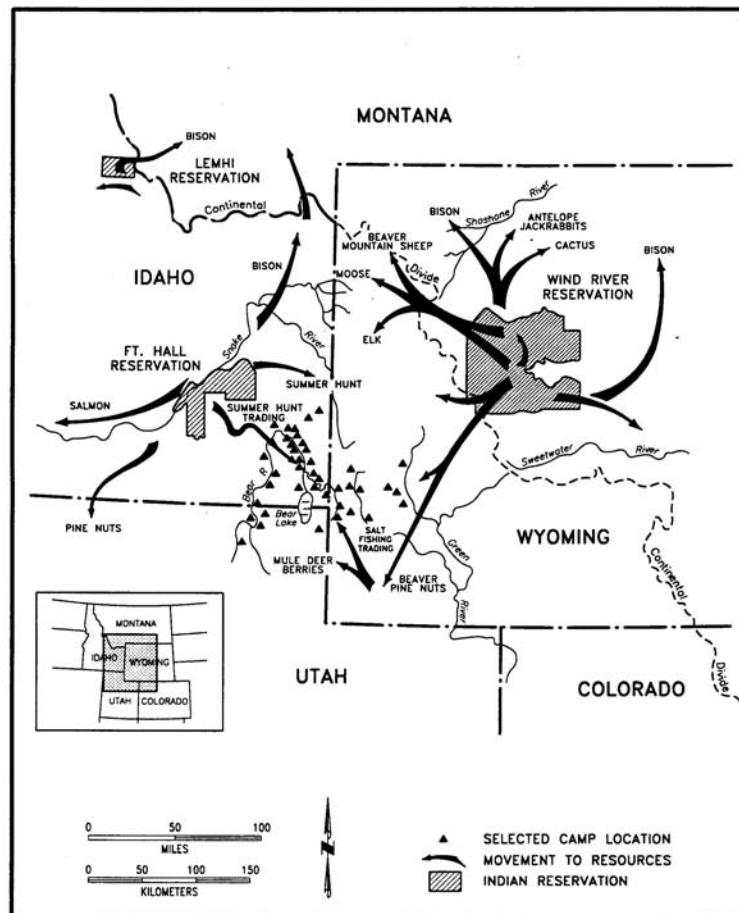 MONTANA
BISON
LEMHI
RESERVATION
Continental
Shoshone
River
BISON
ANTELOPE
JACKRABBITS
CACTUS
BEAVER
MOUNTAIN SHEEP
Divide
MOOSE
BISON
IDAHO
BISON
WIND RIVER
RESERVATION
ELK
Snake
River
FT. HALL
RESERVATION
SUMMER HUNT
SALMON
SUMMER HUNT
TRADING
Sweetwater
River
Bear
R
Bear
Lake
PINE NUTS
SALT
FISHING
TRADING
Green
River
WYOMING
MULE DEER
BERRIES
BEAVER
PINE NUTS
Continental
Divide
MONTANA
IDAHO
WYOMING
UTAH
COLORADO
UTAH
COLORADO
0 50 100
MILES
0 50 100 150
KILOMETERS
N
SELECTED CAMP LOCATION
MOVEMENT TO RESOURCES
INDIAN RESERVATION